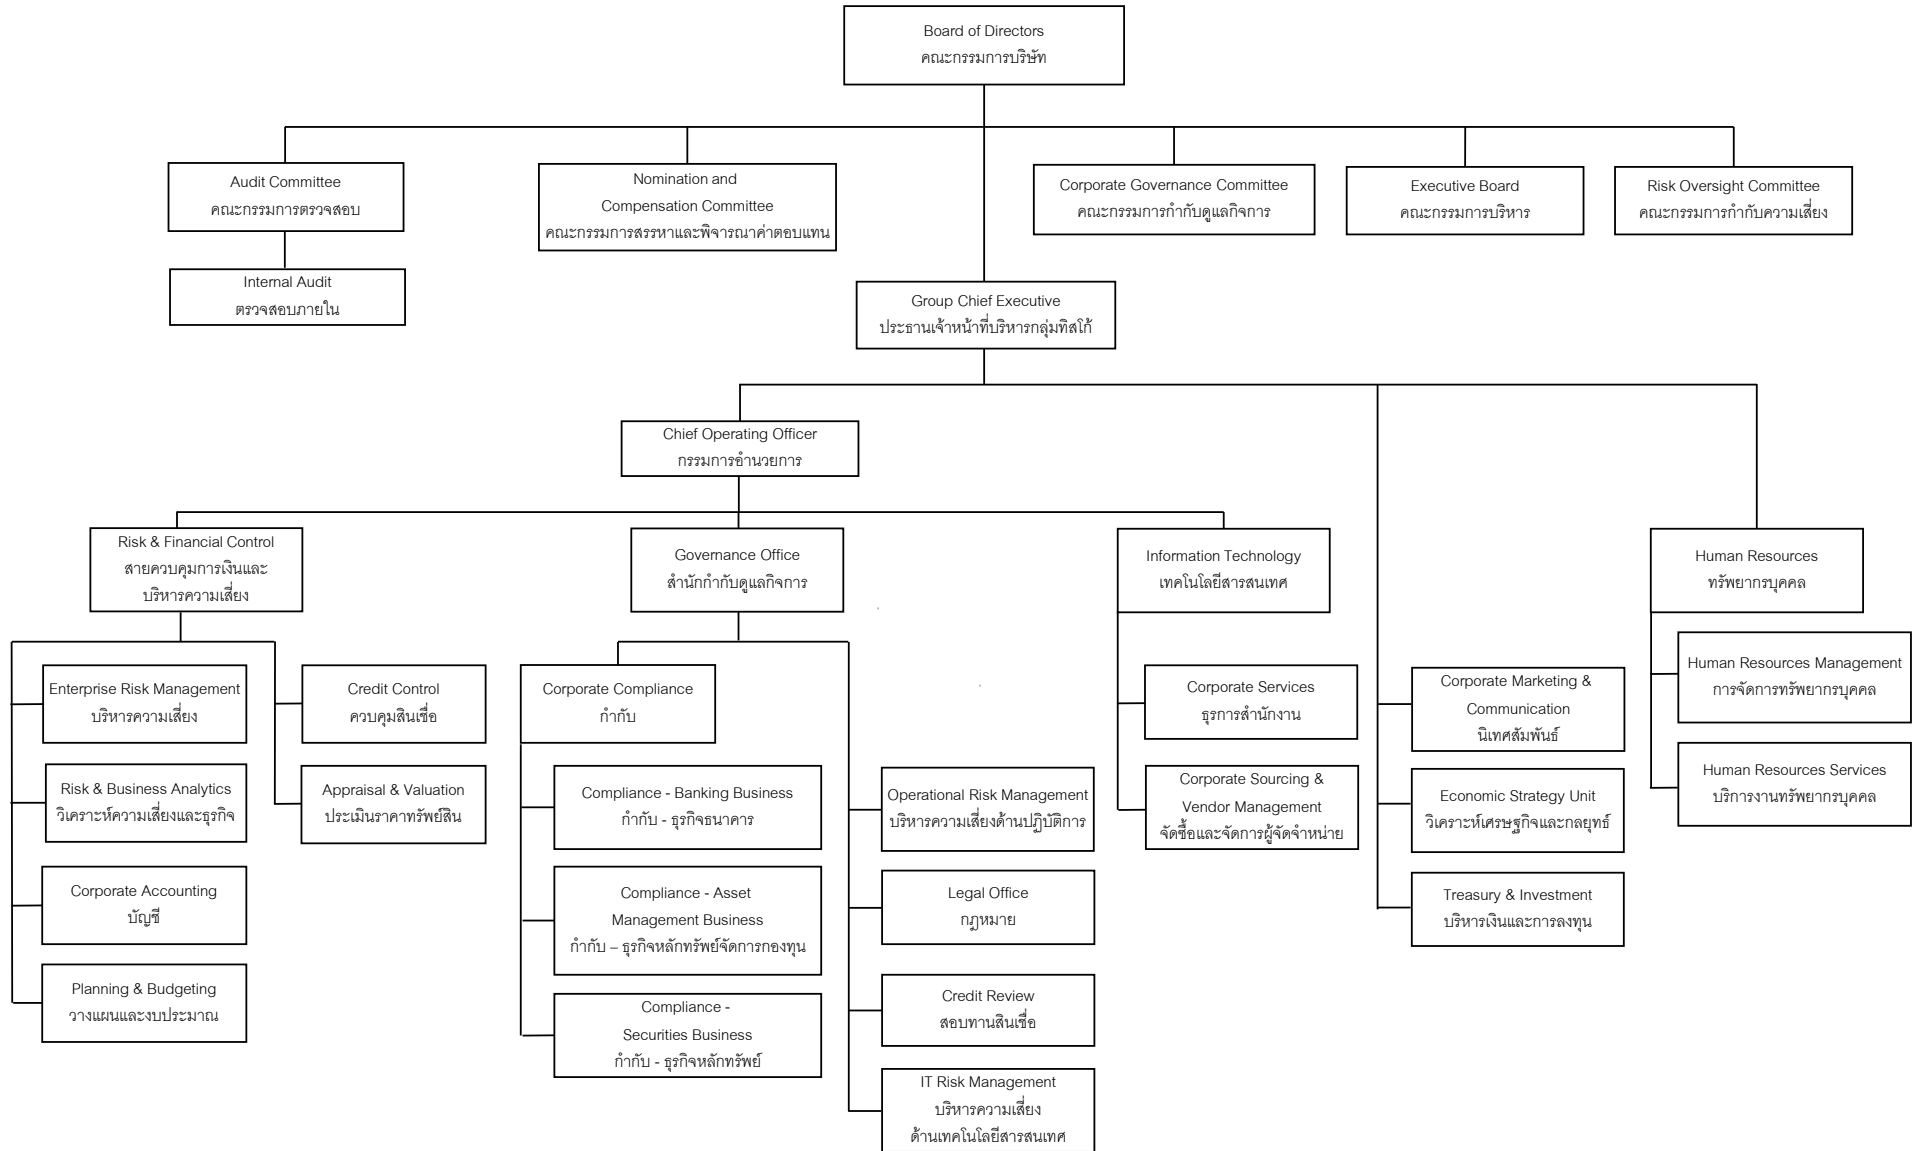 Board of Directors
คณะกรรมการบริษัท
Audit Committee
คณะกรรมการตรวจสอบ
Nomination and
Compensation Committee
คณะกรรมการสรรหาและพิจารณาค่าตอบแทน
Corporate Governance Committee
คณะกรรมการกำกับดูแลกิจการ
Executive Board
คณะกรรมการบริหาร
Risk Oversight Committee
คณะกรรมการกำกับความเสี่ยง
Internal Audit
ตรวจสอบภายใน
Group Chief Executive
ประธานเจ้าหน้าที่บริหารกลุ่มทิสโก้
Chief Operating Officer
กรรมการอำนวยการ
Risk & Financial Control
สายควบคุมการเงินและ
บริหารความเสี่ยง
Governance Office
สำนักกำกับดูแลกิจการ
Information Technology
เทคโนโลยีสารสนเทศ
Human Resources
ทรัพยากรบุคคล
Enterprise Risk Management
บริหารความเสี่ยง
Credit Control
ควบคุมสินเชื่อ
Risk & Business Analytics
วิเคราะห์ความเสี่ยงและธุรกิจ
Appraisal & Valuation
ประเมินราคาทรัพย์สิน
Corporate Accounting
บัญชี
Planning & Budgeting
วางแผนและงบประมาณ
Corporate Compliance
กำกับ
Compliance - Banking Business
กำกับ - ธุรกิจธนาคาร
Compliance - Asset
Management Business
กำกับ – ธุรกิจหลักทรัพย์จัดการกองทุน
Compliance -
Securities Business
กำกับ - ธุรกิจหลักทรัพย์
Operational Risk Management
บริหารความเสี่ยงด้านปฏิบัติการ
Legal Office
กฎหมาย
Credit Review
สอบทานสินเชื่อ
IT Risk Management
บริหารความเสี่ยง
ด้านเทคโนโลยีสารสนเทศ
Corporate Services
ธุรการสำนักงาน
Corporate Sourcing &
Vendor Management
จัดซื้อและจัดการผู้จัดจำหน่าย
Corporate Marketing &
Communication
นิเทศสัมพันธ์
Economic Strategy Unit
วิเคราะห์เศรษฐกิจและกลยุทธ์
Treasury & Investment
บริหารเงินและการลงทุน
Human Resources Management
การจัดการทรัพยากรบุคคล
Human Resources Services
บริการงานทรัพยากรบุคคล